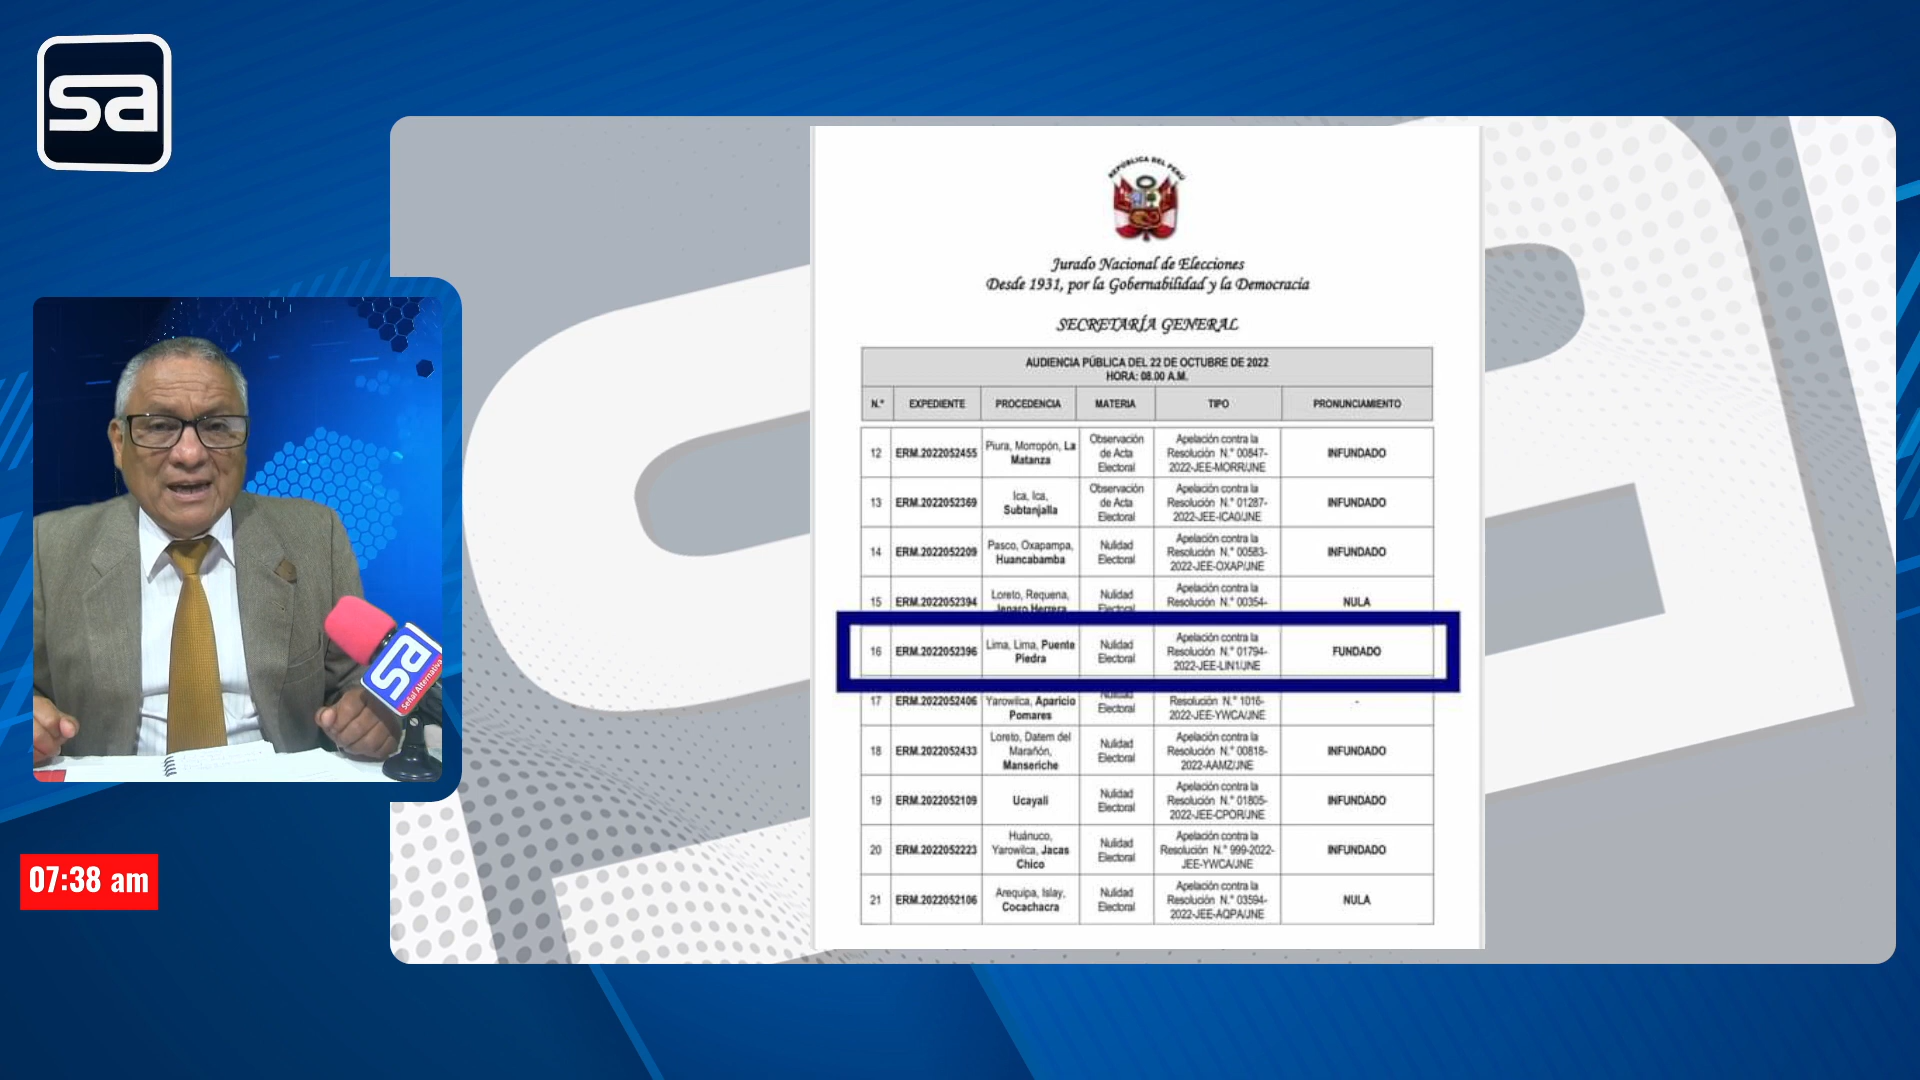 sa
REPÚBLICA DEL PERÚ
Jurado Nacional de Elecciones
Desde 1931, por la Gobernabilidad y la Democracia
SECRETARÍA GENERAL
AUDIENCIA PÚBLICA DEL 22 DE OCTUBRE DE 2022
HORA: 08.00 A.M.
N.° EXPEDIENTE PROCEDENCIA MATERIA TIPO PRONUNCIAMIENTO
12 ERM.2022052455 Piura, Morropón, La Matanza Observación de Acta Electoral Apelación contra la Resolución N.° 00847-2022-JEE-MORR/JNE INFUNDADO
13 ERM.2022052369 Ica, Ica, Subtanjalla Observación de Acta Electoral Apelación contra la Resolución N.° 01287-2022-JEE-ICA0/JNE INFUNDADO
14 ERM.2022052209 Pasco, Oxapampa, Huancabamba Nulidad Electoral Apelación contra la Resolución N.° 00583-2022-JEE-OXAP/JNE INFUNDADO
15 ERM.2022052394 Loreto, Requena, Jenaro Herrera Nulidad Electoral Apelación contra la Resolución N.° 00354- NULA
16 ERM.2022052396 Lima, Lima, Puente Piedra Nulidad Electoral Apelación contra la Resolución N.° 01794-2022-JEE-LIN1/JNE FUNDADO
17 ERM.2022052406 Yarowilca, Aparicio Pomares Nulidad Electoral Resolución N.° 1016-2022-JEE-YWCA/JNE -
18 ERM.2022052433 Loreto, Datem del Marañón, Manseriche Nulidad Electoral Apelación contra la Resolución N.° 00818-2022-AAMZ/JNE INFUNDADO
19 ERM.2022052109 Ucayali Nulidad Electoral Apelación contra la Resolución N.° 01805-2022-JEE-CPOR/JNE INFUNDADO
20 ERM.2022052223 Huánuco, Yarowilca, Jacas Chico Nulidad Electoral Apelación contra la Resolución N.° 999-2022-JEE-YWCA/JNE INFUNDADO
21 ERM.2022052106 Arequipa, Islay, Cocachacra Nulidad Electoral Apelación contra la Resolución N.° 03594-2022-JEE-AQPA/JNE NULA
sa
Señal Alternativa
07:38 am